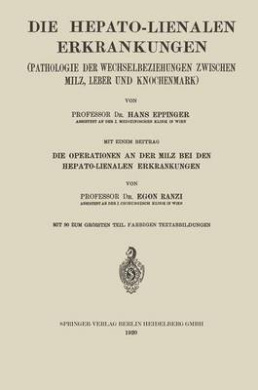 DIE HEPATO-LIENALEN
ERKRANKUNGEN
(PATHOLOGIE DER WECHSELBEZIEHUNGEN ZWISCHEN
MILZ, LEBER UND KNOCHENMARK)
VON
PROFESSOR DR. HANS EPPINGER
ASSISTENT AN DER I. MEDIZINISCHEN KLINIK IN WIEN
MIT EINEM BEITRAG
DIE OPERATIONEN AN DER MILZ BEI DEN
HEPATO-LIENALEN ERKRANKUNGEN
VON
PROFESSOR DR. EGON RANZI
ASSISTENT AN DER I. CHIRURGISCHEN KLINIK IN WIEN
MIT 90 ZUM GRÖSSTEN TEIL FARBIGEN TEXTABBILDUNGEN
SPRINGER VERLAG BERLIN HEIDELBERG GMBH
1920